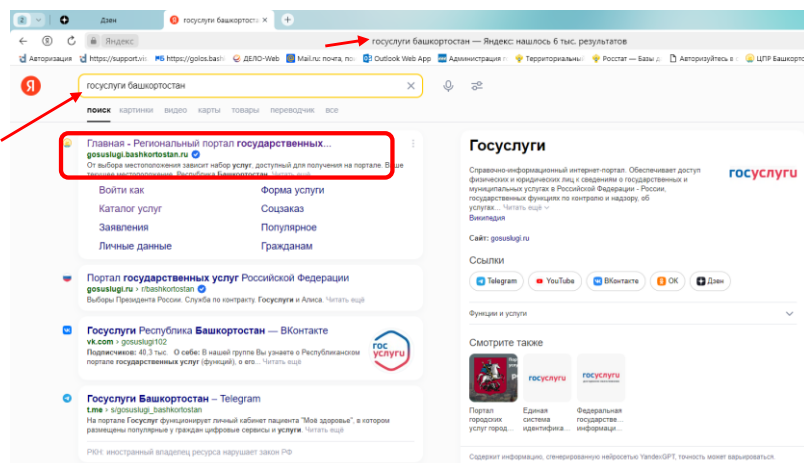 2
Дзен
госуслуги башкортоста
Яндекс
госуслуги башкортостан — Яндекс: нашлось 6 тыс. результатов
Авторизация https://support.vi https://golos.bash ДЕЛО-Web Mail.ru: почта, по Outlook Web App Администрация г Территориальны Росстат — Базы д Авторизуйтесь в ЦПР Башкорто
Я
госуслуги башкортостан
поиск картинки видео карты товары переводчик все
Главная - Региональный портал государственных...
gosuslugi.bashkortostan.ru
От выбора местоположения зависит набор услуг, доступный для получения на портале. Ваше
текущее местоположение. Республика Башкортостан. Читать ещё
Войти как
Форма услуги
Каталог услуг
Соцзаказ
Заявления
Популярное
Личные данные
Гражданам
Портал государственных услуг Российской Федерации
gosuslugi.ru › r/bashkortostan
Выборы Президента России. Служба по контракту. Госуслуги и Алиса. Читать ещё
Госуслуги Республика Башкортостан — ВКонтакте
vk.com › gosuslugi102
Подписчиков: 40,3 тыс. О себе: В нашей группе Вы узнаете о Республиканском
портале государственных услуг (функций), о его... Читать ещё
гос
услуги
Госуслуги Башкортостан – Telegram
t.me › s/gosuslugi_bashkortostan
На портале Госуслуг функционирует личный кабинет пациента "Моё здоровье", в котором
размещены популярные у граждан цифровые сервисы и услуги. Читать ещё
РКН: иностранный владелец ресурса нарушает закон РФ
Госуслуги
Справочно-информационный интернет-портал. Обеспечивает доступ
физических и юридических лиц к сведениям о государственных и
муниципальных услугах в Российской Федерации - России,
государственных функциях по контролю и надзору, об
услугах... Читать ещё
Википедия
госуслуги
Сайт: gosuslugi.ru
Ссылки
Telegram YouTube ВКонтакте ОК Дзен
Функции и услуги
Смотрите также
госуслуги
госуслуги
Портал
городских
услуг город...
Единая
система
идентифика...
Федеральная
государстве...
информаци...
Содержит информацию, сгенерированную нейросетью YandexGPT, точность может варьироваться.